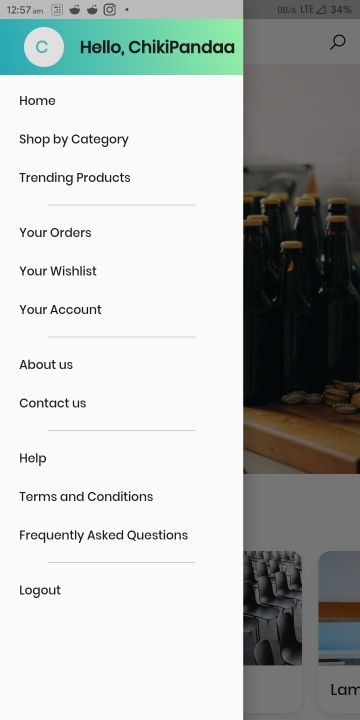 12:57 am 0B/s LTE 34%
C Hello, ChikiPandaa
Home
Shop by Category
Trending Products
Your Orders
Your Wishlist
Your Account
About us
Contact us
Help
Terms and Conditions
Frequently Asked Questions
Logout
Lam